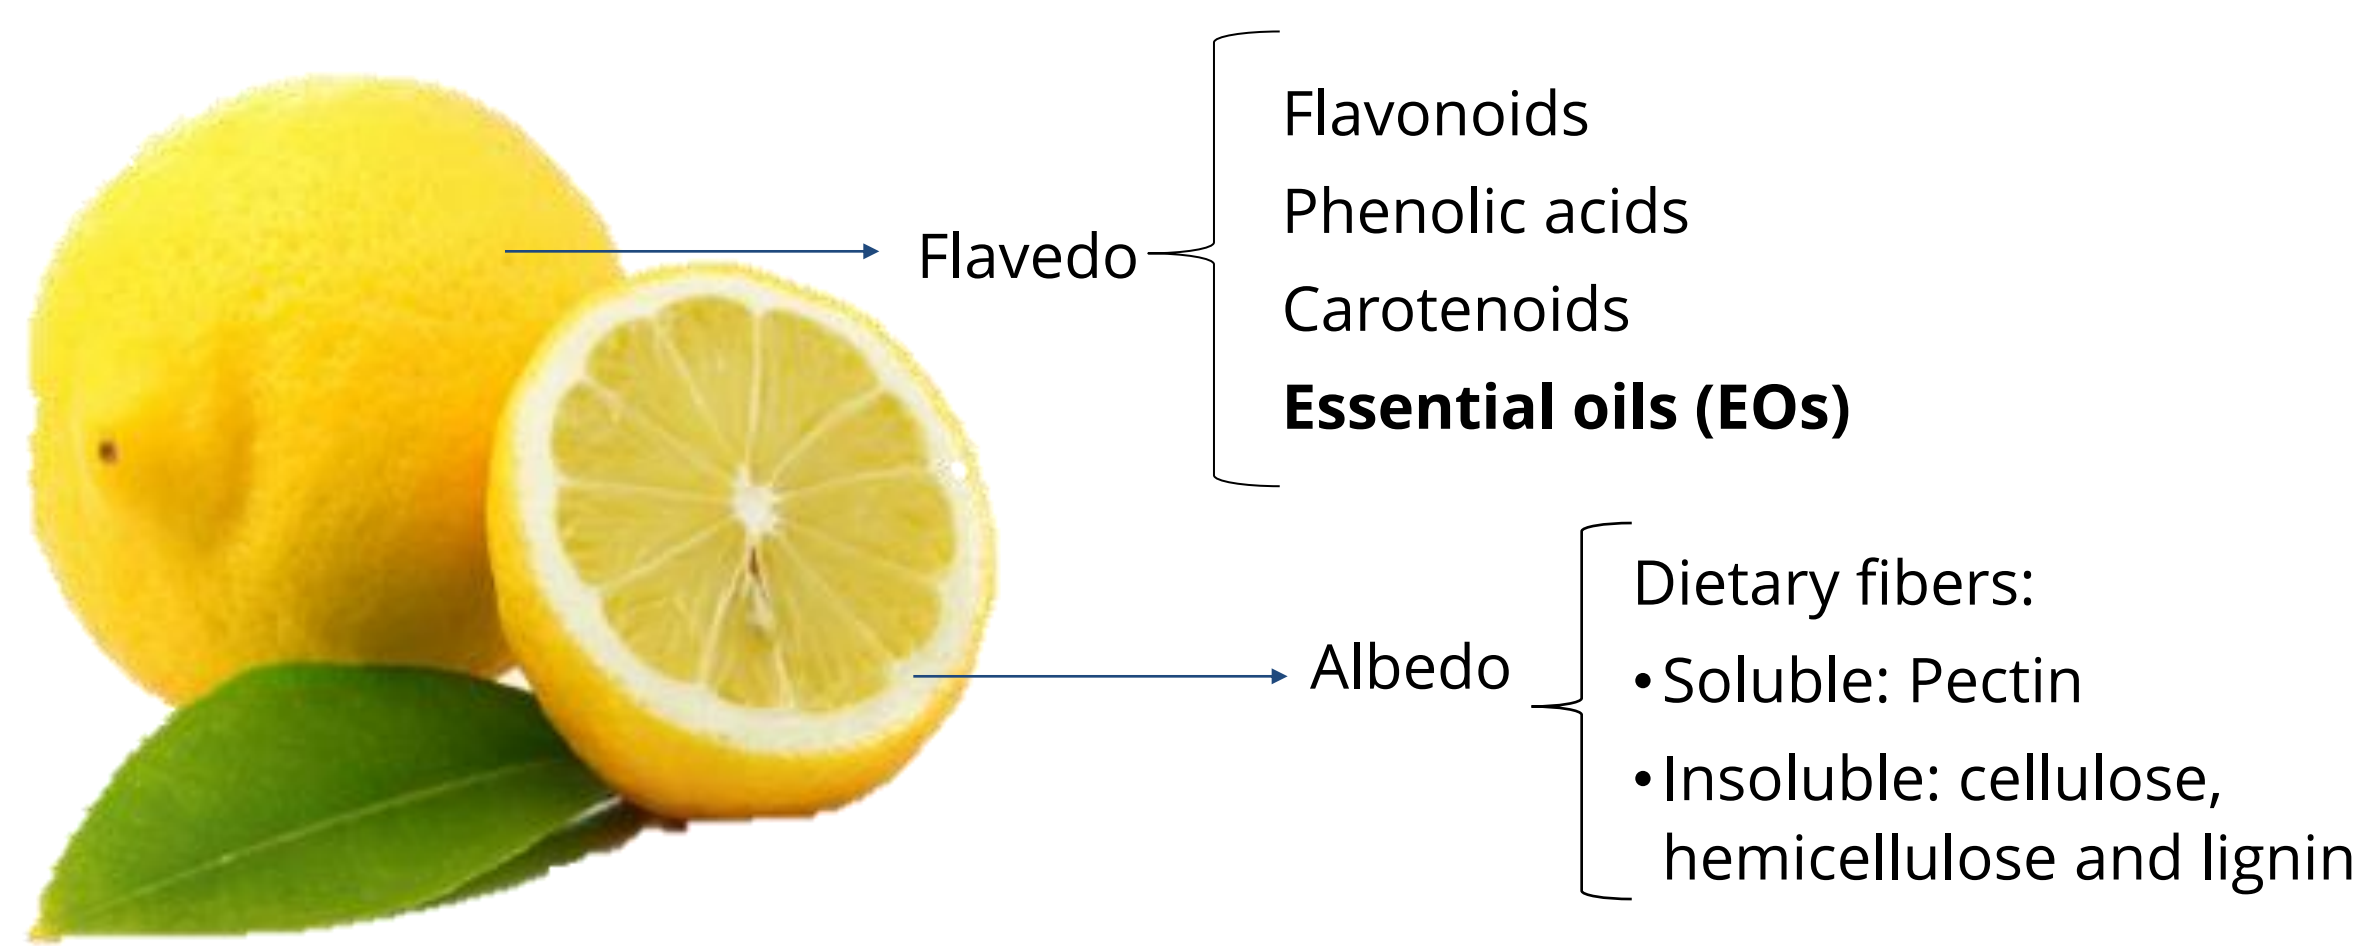 Flavedo
Flavonoids
Phenolic acids
Carotenoids
Essential oils (EOs)
Albedo
Dietary fibers:
• Soluble: Pectin
• Insoluble: cellulose,
hemicellulose and lignin